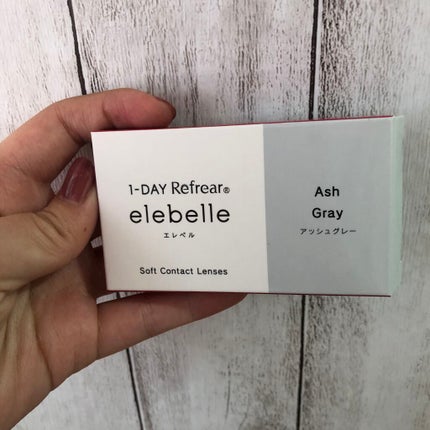 1-DAY Refrear®
elebelle
エレベル
Soft Contact Lenses
Ash
Gray
アッシュグレー